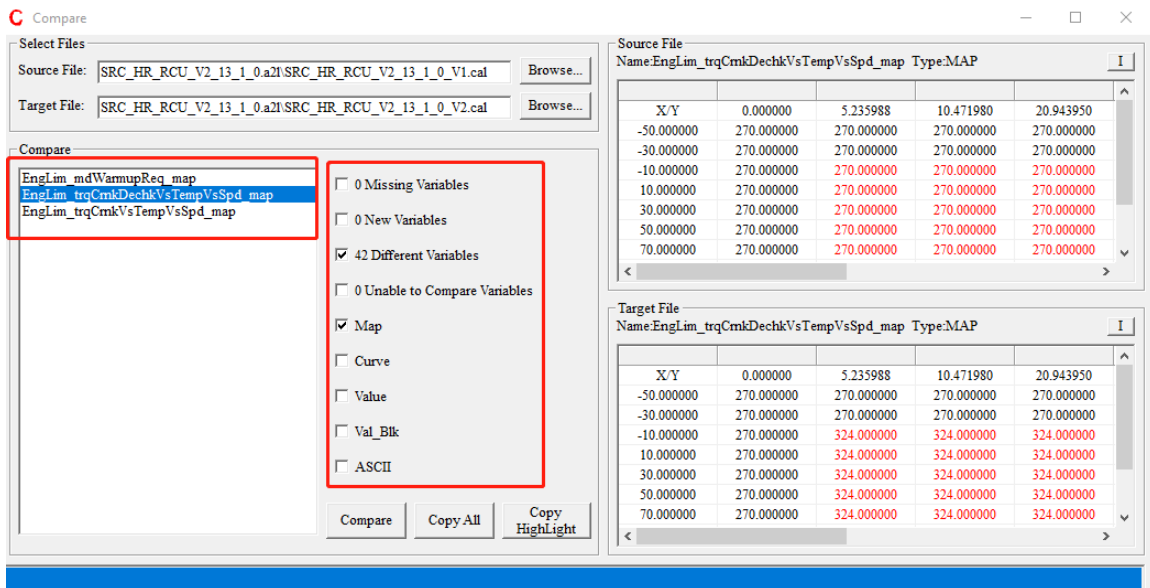 C Compare
Select Files
Source File: SRC_HR_RCU_V2_13_1_0.a2l\SRC_HR_RCU_V2_13_1_0_V1.cal Browse...
Target File: SRC_HR_RCU_V2_13_1_0.a2l\SRC_HR_RCU_V2_13_1_0_V2.cal Browse...
Compare
EngLim_mdWarmupReq_map
EngLim_trqCrnkDechkVsTempVsSpd_map
EngLim_trqCrnkVsTempVsSpd_map
0 Missing Variables
0 New Variables
42 Different Variables
0 Unable to Compare Variables
Map
Curve
Value
Val_Blk
ASCII
Compare Copy All Copy HighLight
Source File
Name:EngLim_trqCrnkDechkVsTempVsSpd_map Type:MAP I
X/Y 0.000000 5.235988 10.471980 20.943950
-50.000000 270.000000 270.000000 270.000000 270.000000
-30.000000 270.000000 270.000000 270.000000 270.000000
-10.000000 270.000000 270.000000 270.000000 270.000000
10.000000 270.000000 270.000000 270.000000 270.000000
30.000000 270.000000 270.000000 270.000000 270.000000
50.000000 270.000000 270.000000 270.000000 270.000000
70.000000 270.000000 270.000000 270.000000 270.000000
Target File
Name:EngLim_trqCrnkDechkVsTempVsSpd_map Type:MAP I
X/Y 0.000000 5.235988 10.471980 20.943950
-50.000000 270.000000 270.000000 270.000000 270.000000
-30.000000 270.000000 270.000000 270.000000 270.000000
-10.000000 270.000000 324.000000 324.000000 324.000000
10.000000 270.000000 324.000000 324.000000 324.000000
30.000000 270.000000 324.000000 324.000000 324.000000
50.000000 270.000000 324.000000 324.000000 324.000000
70.000000 270.000000 324.000000 324.000000 324.000000